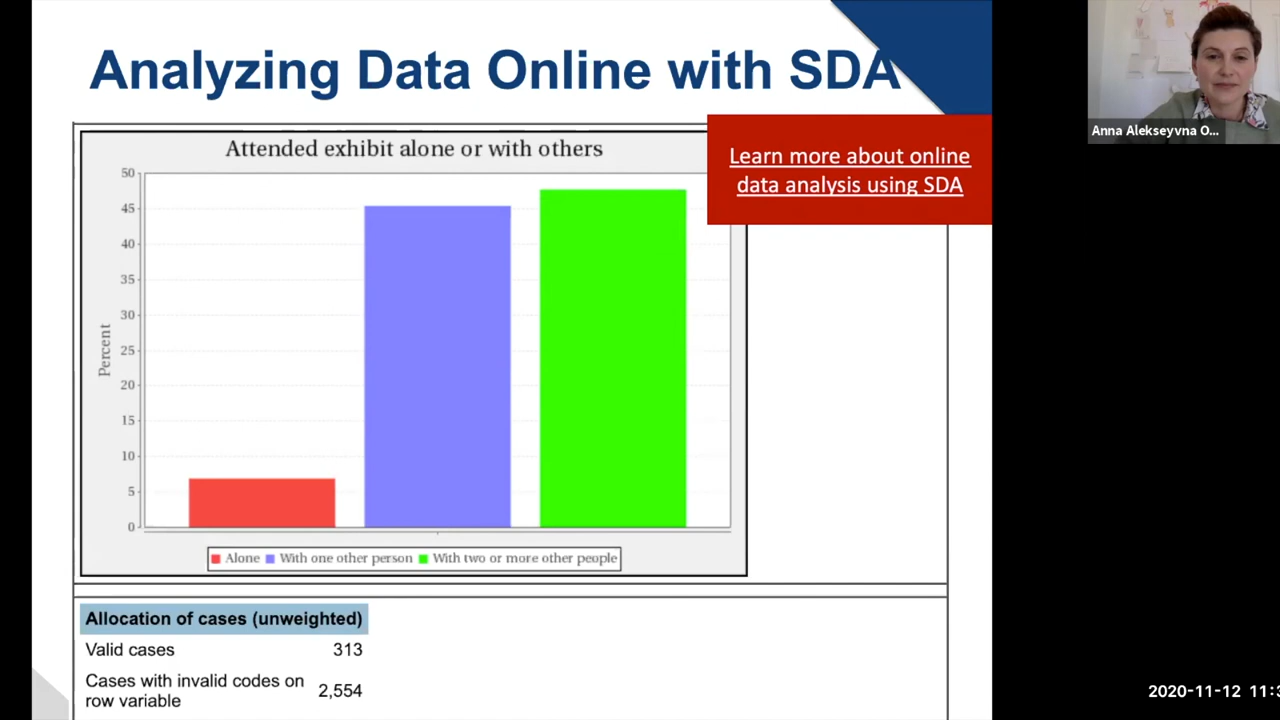 Analyzing Data Online with SDA
Anna Alekseyvna O...
Attended exhibit alone or with others
Learn more about online
data analysis using SDA
Percent
50
45
40
35
30
25
20
15
10
5
0
Alone With one other person With two or more other people
Allocation of cases (unweighted)
Valid cases 313
Cases with invalid codes on
row variable 2,554
2020-11-12